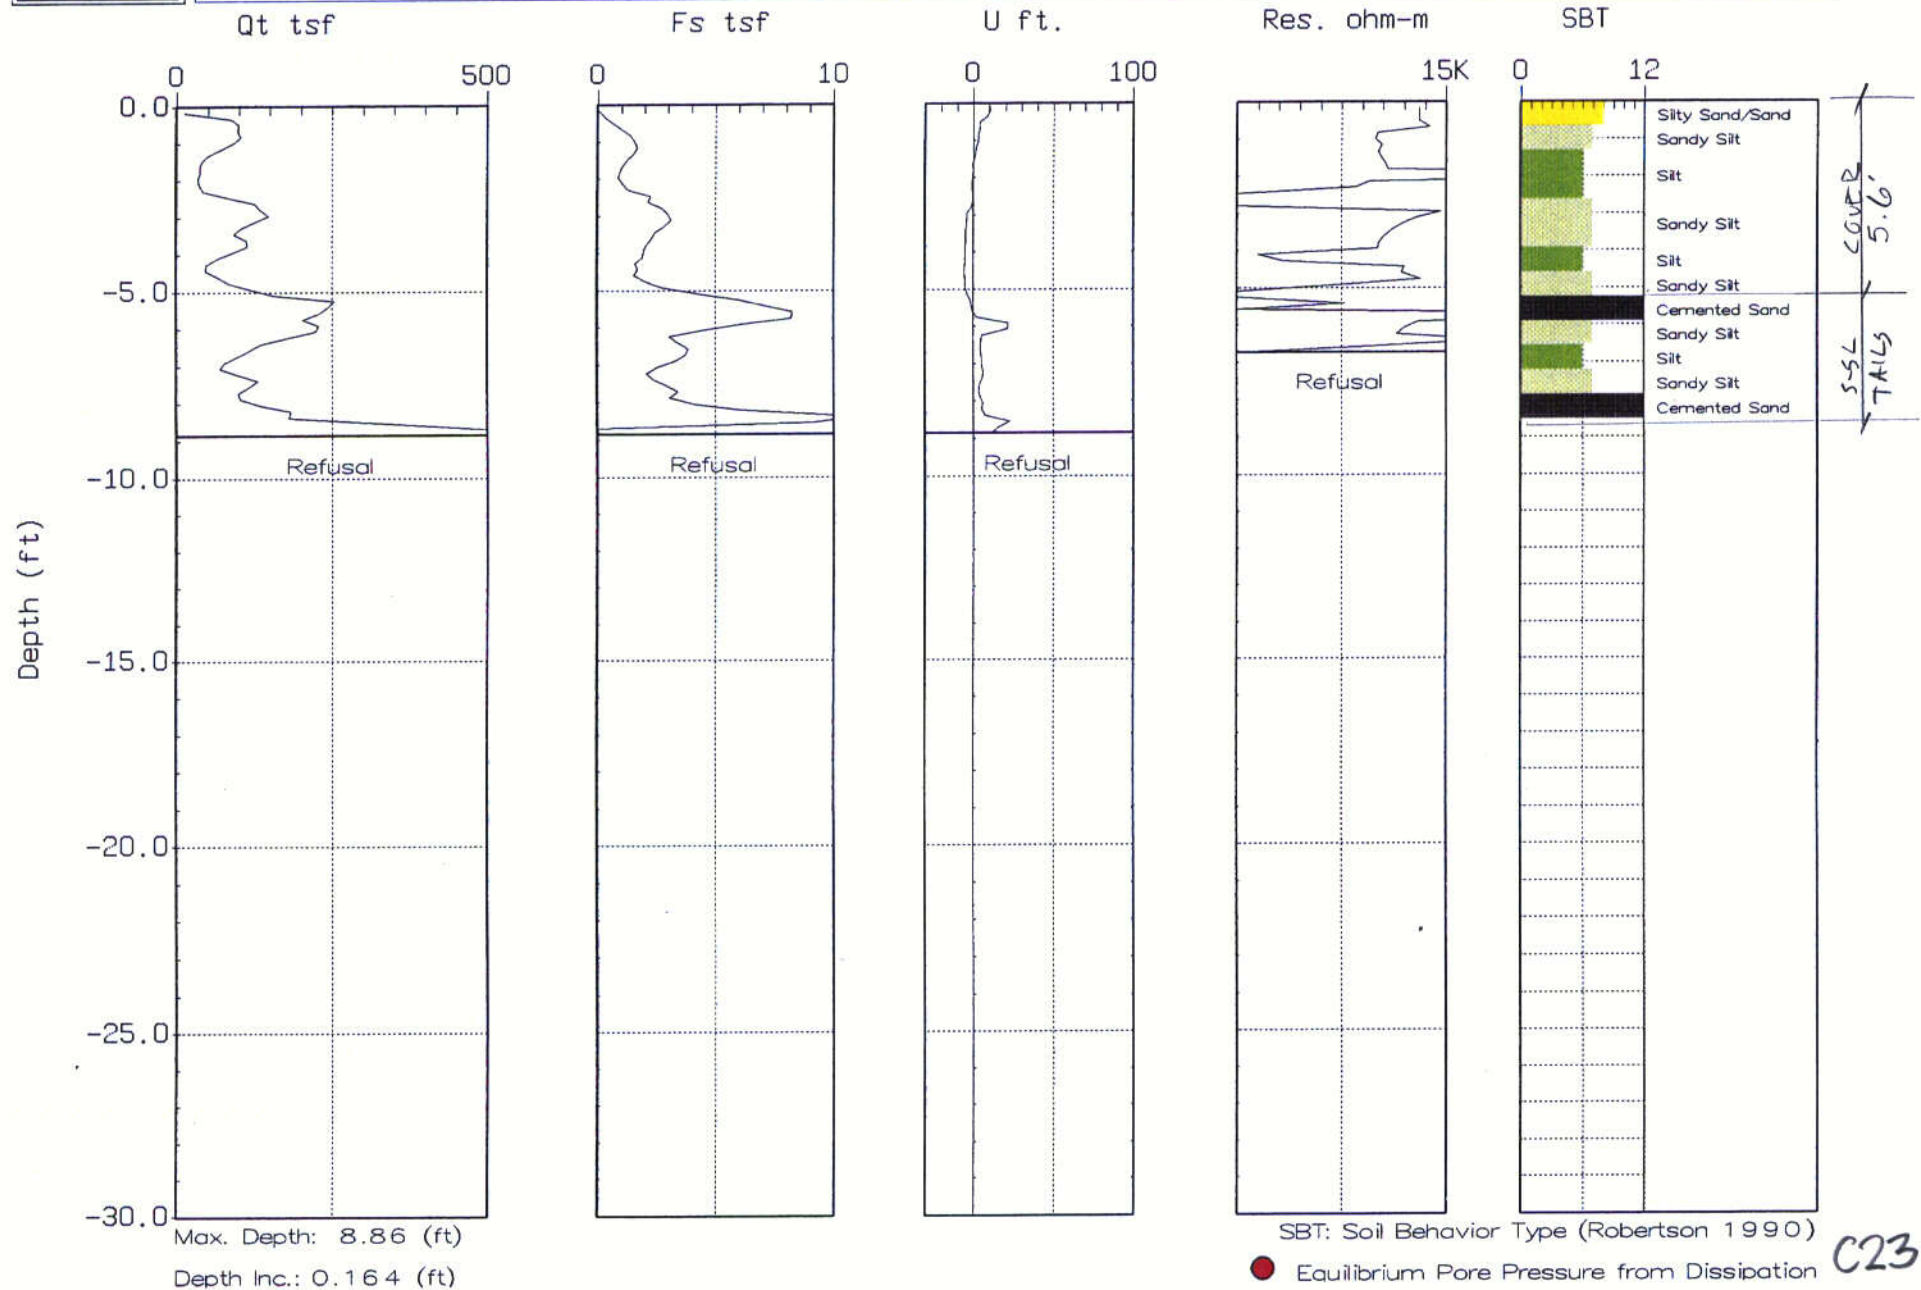 Qt tsf
Fs tsf
U ft.
Res. ohm-m
SBT
0 500
0 10
0 100
15K
0 12
0.0
-5.0
-10.0
-15.0
-20.0
-25.0
-30.0
Depth (ft)
Refusal
Refusal
Refusal
Refusal
Silty Sand/Sand
Sandy Silt
Silt
Sandy Silt
Silt
Sandy Silt
Cemented Sand
Sandy Silt
Silt
Sandy Silt
Cemented Sand
COVER
5.6'
S-SL
TAILS
Max. Depth: 8.86 (ft)
Depth Inc.: 0.164 (ft)
SBT: Soil Behavior Type (Robertson 1990)
Equilibrium Pore Pressure from Dissipation
C23